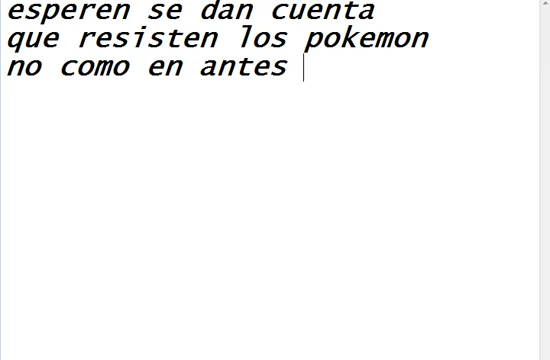 esperen se dan cuenta
que resisten los pokemon
no como en antes